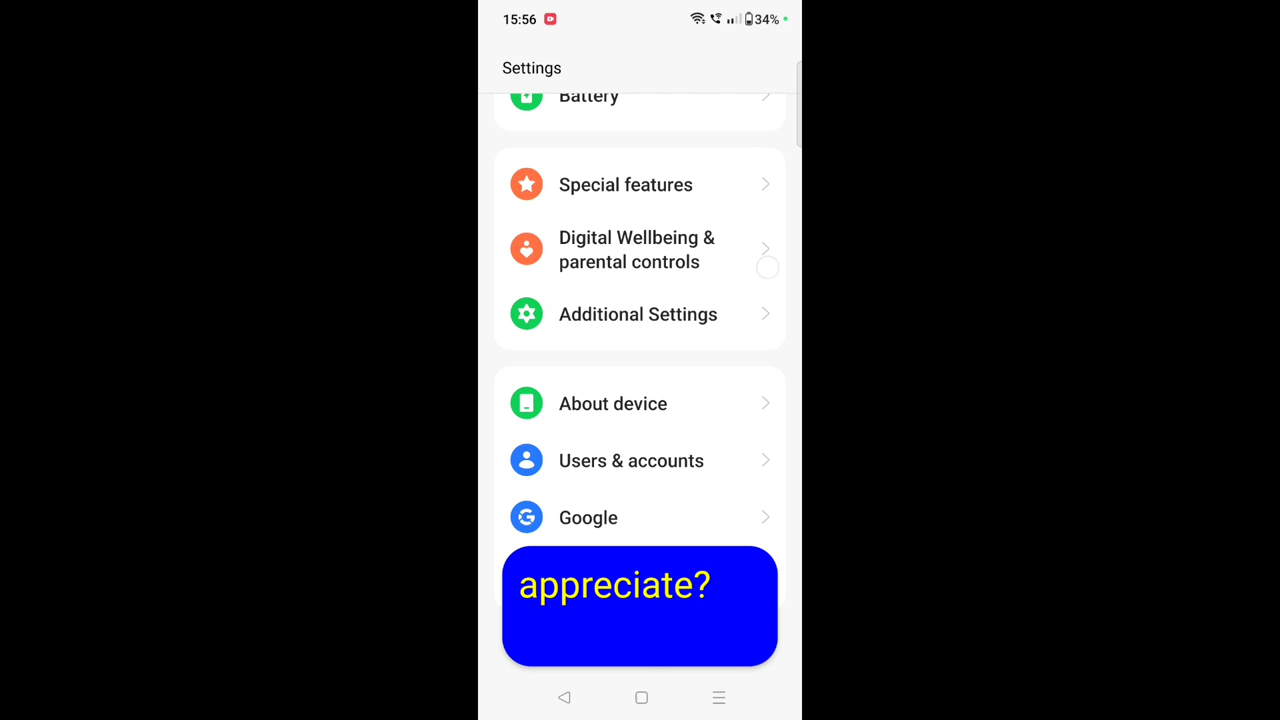 15:56
34%
Settings
Battery
Special features
Digital Wellbeing &
parental controls
Additional Settings
About device
Users & accounts
Google
appreciate?